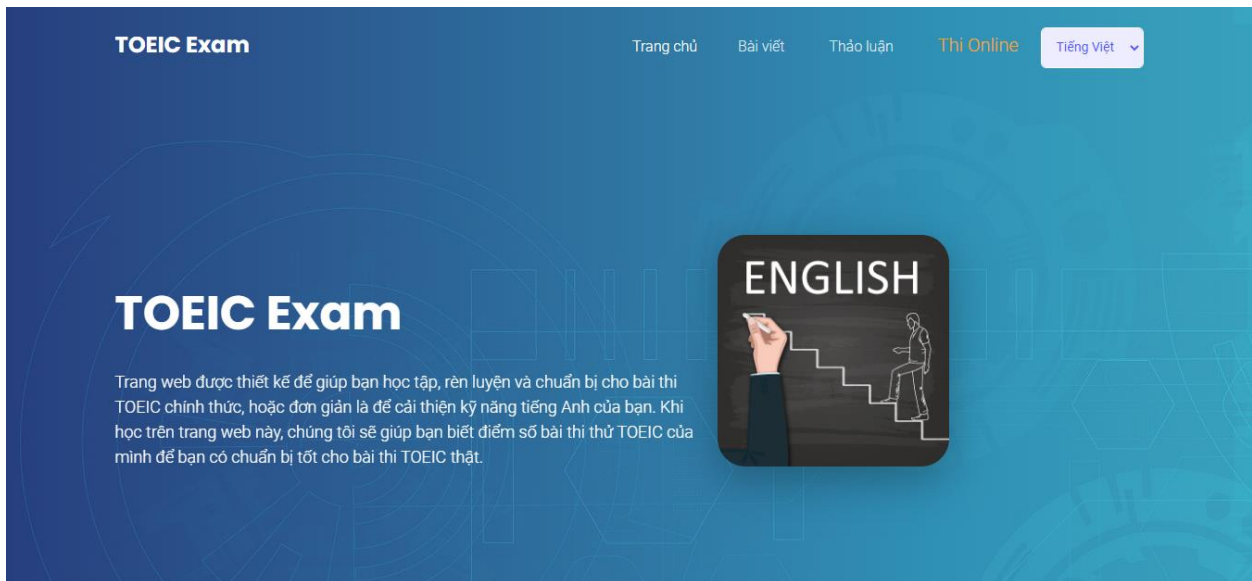 TOEIC Exam
Trang chủ
Bài viết
Thảo luận
Thi Online
Tiếng Việt
TOEIC Exam
Trang web được thiết kế để giúp bạn học tập, rèn luyện và chuẩn bị cho bài thi
TOEIC chính thức, hoặc đơn giản là để cải thiện kỹ năng tiếng Anh của bạn. Khi
học trên trang web này, chúng tôi sẽ giúp bạn biết điểm số bài thi thử TOEIC của
mình để bạn có chuẩn bị tốt cho bài thi TOEIC thật.
ENGLISH